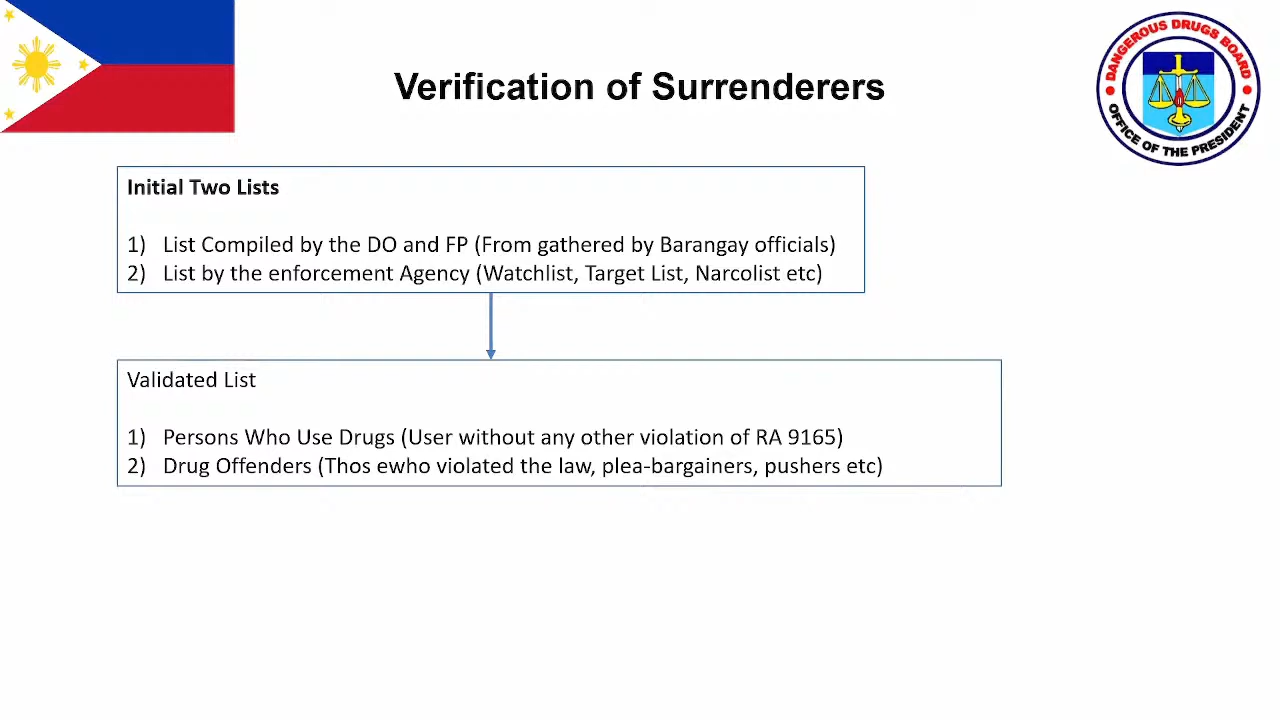 Verification of Surrenderers
DANGEROUS DRUGS BOARD
OFFICE OF THE PRESIDENT
Initial Two Lists
1) List Compiled by the DO and FP (From gathered by Barangay officials)
2) List by the enforcement Agency (Watchlist, Target List, Narcolist etc)
Validated List
1) Persons Who Use Drugs (User without any other violation of RA 9165)
2) Drug Offenders (Thos ewho violated the law, plea-bargainers, pushers etc)